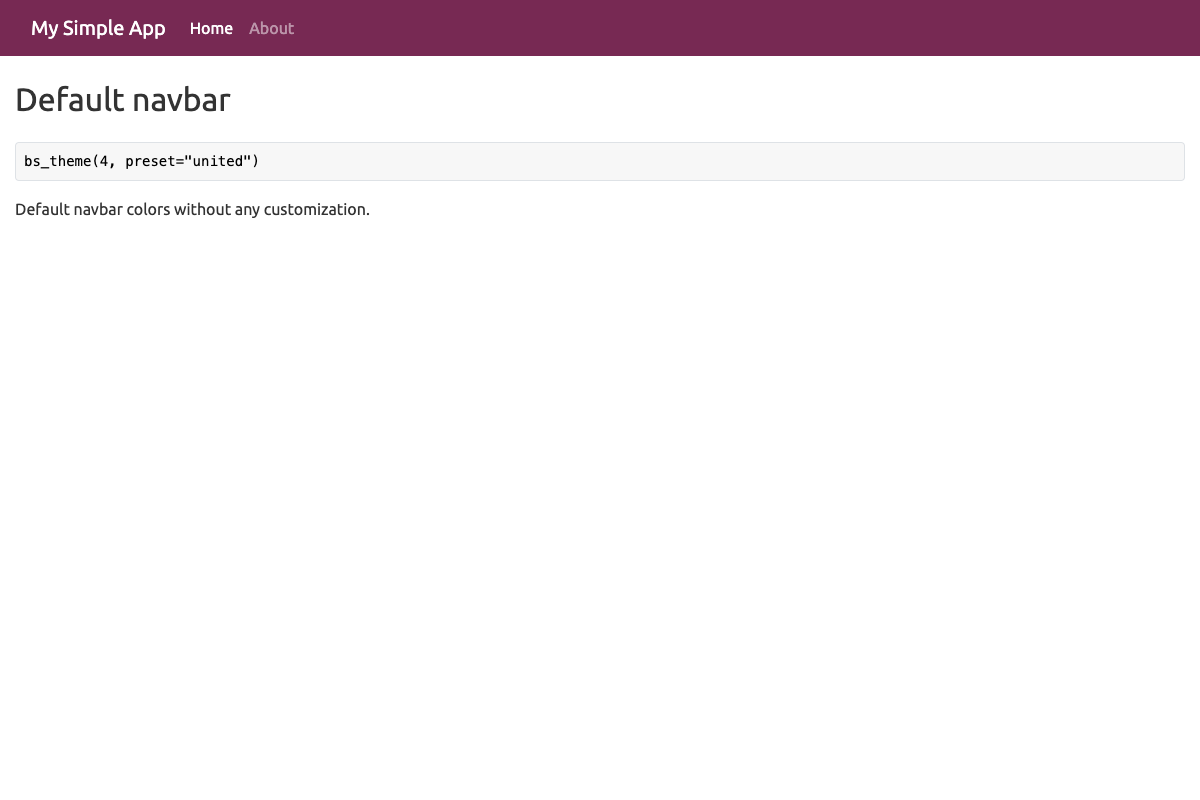 My Simple App Home About
Default navbar
bs_theme(4, preset="united")
Default navbar colors without any customization.